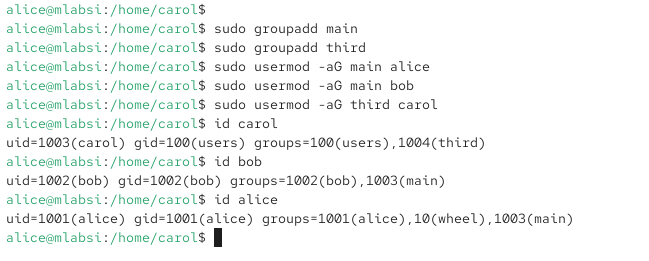 alice@mlabsi:/home/carol$
alice@mlabsi:/home/carol$ sudo groupadd main
alice@mlabsi:/home/carol$ sudo groupadd third
alice@mlabsi:/home/carol$ sudo usermod -aG main alice
alice@mlabsi:/home/carol$ sudo usermod -aG main bob
alice@mlabsi:/home/carol$ sudo usermod -aG third carol
alice@mlabsi:/home/carol$ id carol
uid=1003(carol) gid=100(users) groups=100(users),1004(third)
alice@mlabsi:/home/carol$ id bob
uid=1002(bob) gid=1002(bob) groups=1002(bob),1003(main)
alice@mlabsi:/home/carol$ id alice
uid=1001(alice) gid=1001(alice) groups=1001(alice),10(wheel),1003(main)
alice@mlabsi:/home/carol$